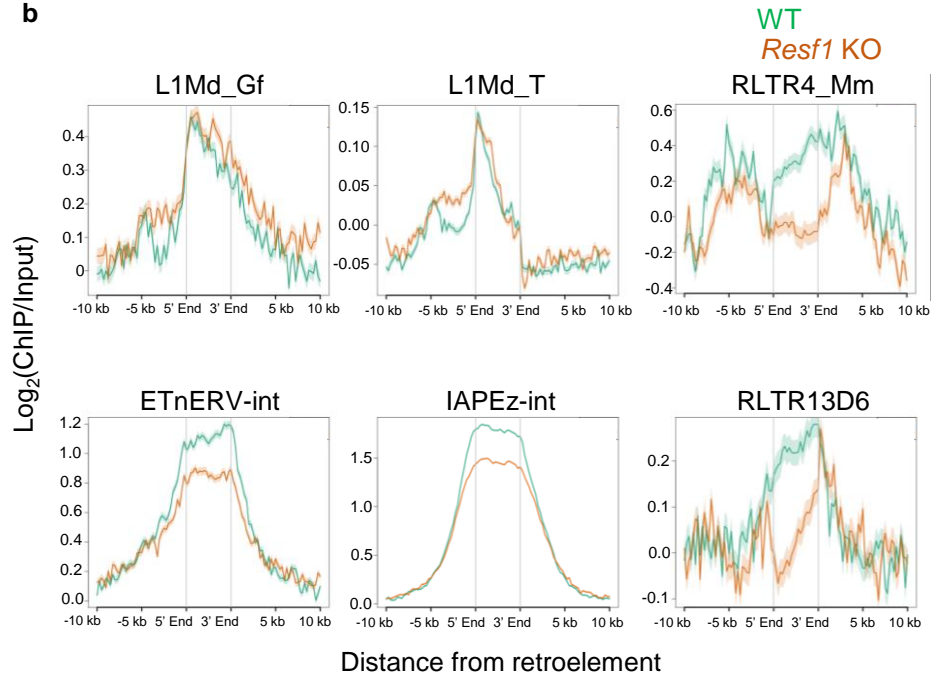 b
WT
Resf1 KO
L1Md_Gf
L1Md_T
RLTR4_Mm
0.4
0.3
0.2
0.1
0
-10 kb -5 kb 5' End 3' End 5 kb 10 kb
0.15
0.10
0.05
0.00
-0.05
-10 kb -5 kb 5' End 3' End 5 kb 10 kb
0.6
0.4
0.2
0.0
-0.4
-10 kb -5 kb 5' End 3' End 5 kb 10 kb
Log2(ChIP/Input)
ETnERV-int
IAPEz-int
RLTR13D6
1.2
1.0
0.8
0.6
0.4
0.2
0.0
-10 kb -5 kb 5' End 3' End 5 kb 10 kb
1.5
1.0
0.5
0.0
-10 kb -5 kb 5' End 3' End 5 kb 10 kb
0.2
0.0
-0.1
-10 kb -5 kb 5' End 3' End 5 kb 10 kb
Distance from retroelement